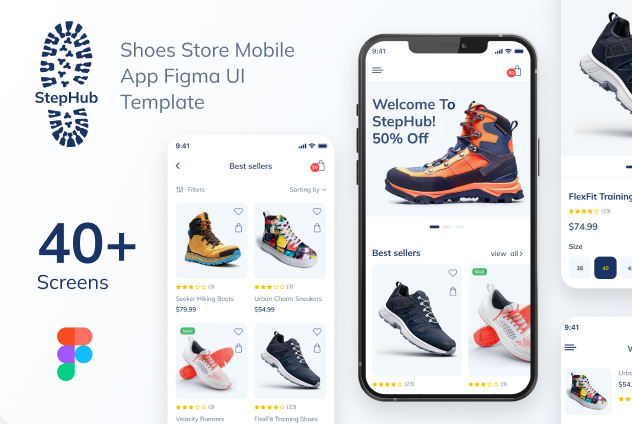 StepHub
Shoes Store Mobile
App Figma UI
Template
40+
Screens
9:41
Best sellers
$0
Filters
Sorting by
(3)
Seeker Hiking Boots
$79.99
(3)
Urban Charm Sneakers
$54.99
SALE
(3)
Velocity Runners
(23)
FlexFit Training Shoes
9:41
$0
Welcome To
StepHub!
50% Off
Best sellers
view all
(23)
SALE
(3)
FlexFit Training
(23)
$74.99
Size
39
40
9:41
Urba
$54.